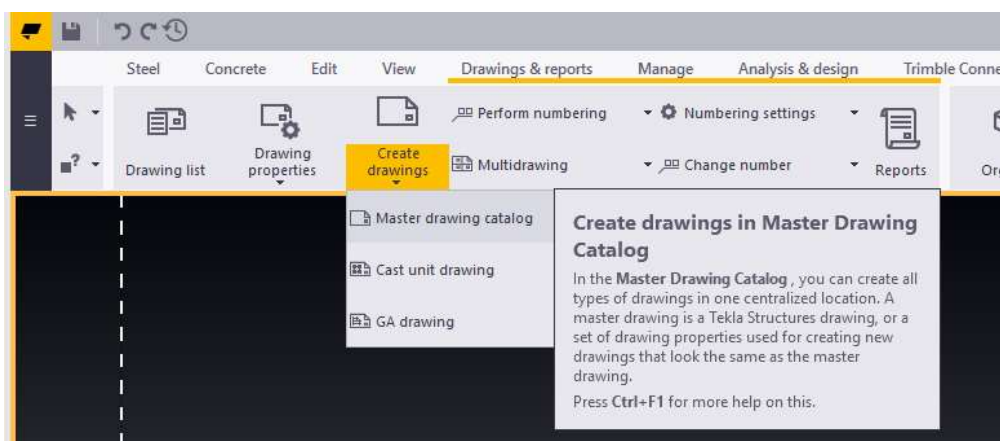 Steel Concrete Edit View Drawings & reports Manage Analysis & design Trimble Conne
Drawing list
Drawing
properties
Create
drawings
Perform numbering
Numbering settings
Multidrawing
Change number
Reports
Or
Master drawing catalog
Cast unit drawing
GA drawing
Create drawings in Master Drawing
Catalog
In the Master Drawing Catalog , you can create all
types of drawings in one centralized location. A
master drawing is a Tekla Structures drawing, or a
set of drawing properties used for creating new
drawings that look the same as the master
drawing.
Press Ctrl+F1 for more help on this.